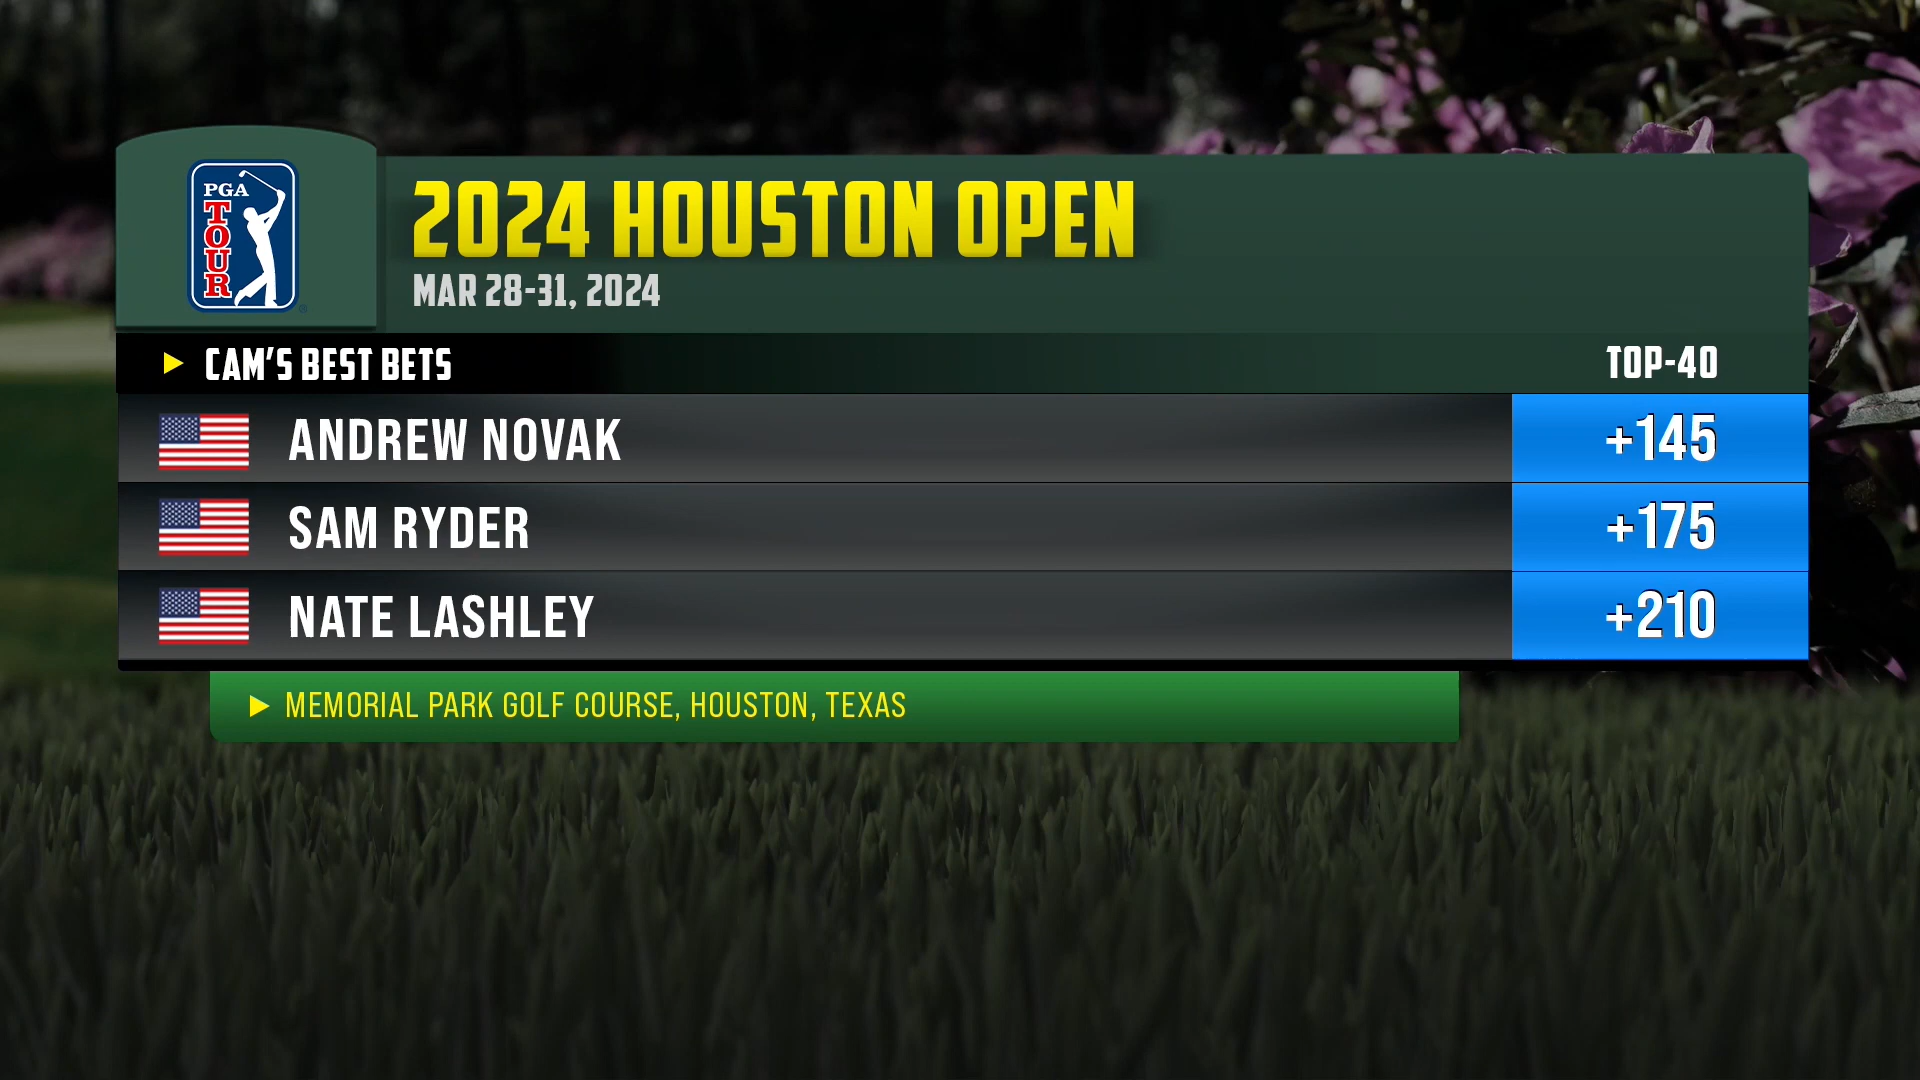 PGA
TOUR
2024 HOUSTON OPEN
MAR 28-31, 2024
CAM'S BEST BETS
TOP-40
ANDREW NOVAK
+145
SAM RYDER
+175
NATE LASHLEY
+210
MEMORIAL PARK GOLF COURSE, HOUSTON, TEXAS